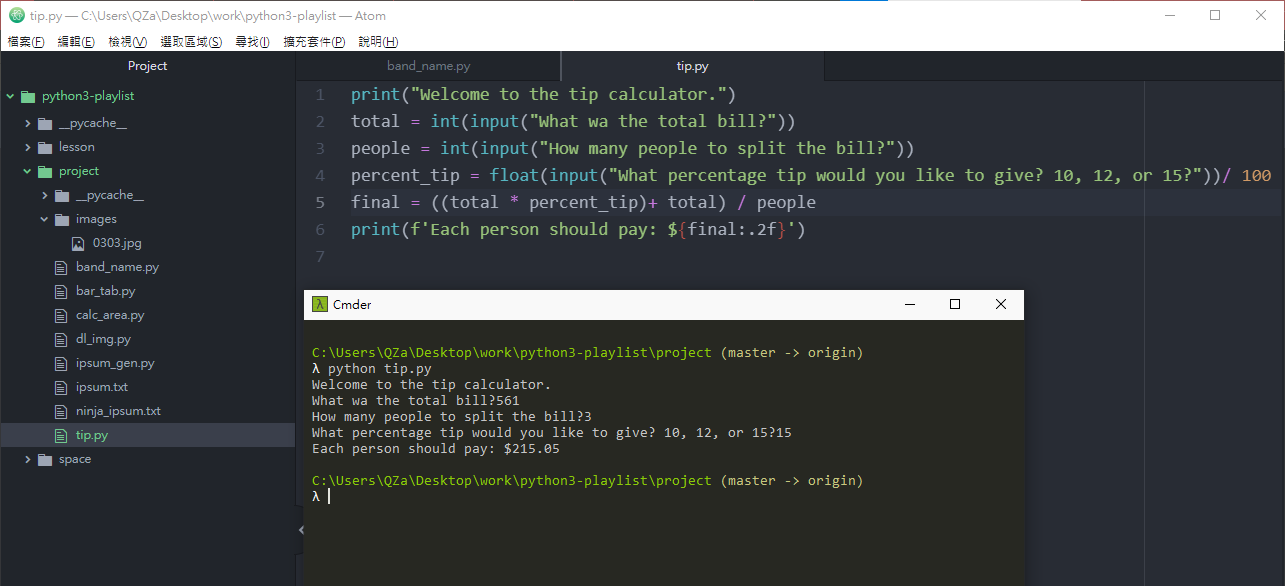 tip.py — C:\Users\QZa\Desktop\work\python3-playlist — Atom
檔案(F) 編輯(E) 檢視(V) 選取區域(S) 尋找(I) 擴充套件(P) 說明(H)
Project
python3-playlist
__pycache__
lesson
project
__pycache__
images
0303.jpg
band_name.py
bar_tab.py
calc_area.py
dl_img.py
ipsum_gen.py
ipsum.txt
ninja_ipsum.txt
tip.py
space
band_name.py tip.py
1 print("Welcome to the tip calculator.")
2 total = int(input("What wa the total bill?"))
3 people = int(input("How many people to split the bill?"))
4 percent_tip = float(input("What percentage tip would you like to give? 10, 12, or 15?"))/ 100
5 final = ((total * percent_tip)+ total) / people
6 print(f'Each person should pay: ${final:.2f}')
7
λ Cmder
C:\Users\QZa\Desktop\work\python3-playlist\project (master -> origin)
λ python tip.py
Welcome to the tip calculator.
What wa the total bill?561
How many people to split the bill?3
What percentage tip would you like to give? 10, 12, or 15?15
Each person should pay: $215.05
C:\Users\QZa\Desktop\work\python3-playlist\project (master -> origin)
λ